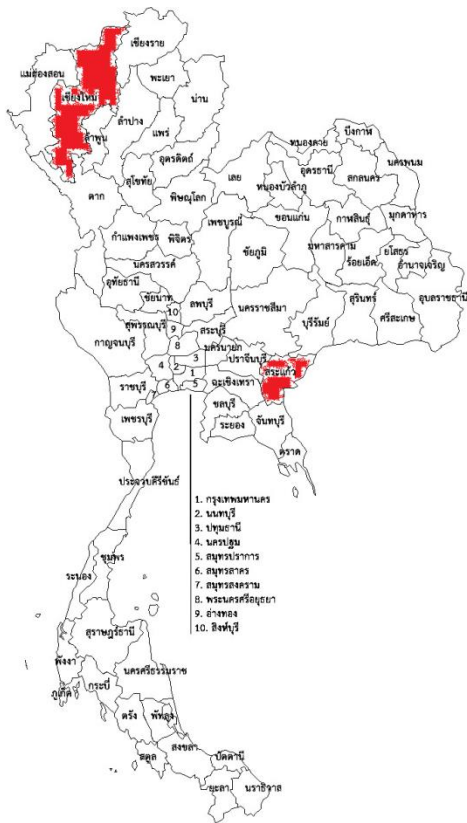 เชียงราย
แม่ฮ่องสอน
พะเยา
น่าน
เชียงใหม่
ลำปาง
ลำพูน
แพร่
อุตรดิตถ์
ตาก
สุโขทัย
พิษณุโลก
เลย
หนองคาย
บึงกาฬ
อุดรธานี
หนองบัวลำภู
สกลนคร
นครพนม
เพชรบูรณ์
ขอนแก่น
กาฬสินธุ์
มุกดาหาร
กำแพงเพชร
พิจิตร
ชัยภูมิ
มหาสารคาม
ร้อยเอ็ด
ยโสธร
อำนาจเจริญ
นครสวรรค์
อุทัยธานี
ชัยนาท
ลพบุรี
นครราชสีมา
บุรีรัมย์
สุรินทร์
ศรีสะเกษ
อุบลราชธานี
10
สุพรรณบุรี
9
สระบุรี
กาญจนบุรี
8
นครนายก
ปราจีนบุรี
3
4
2
1
ฉะเชิงเทรา
สระแก้ว
ราชบุรี
6
5
ชลบุรี
เพชรบุรี
ระยอง
จันทบุรี
ตราด
ประจวบคีรีขันธ์
1. กรุงเทพมหานคร
2. นนทบุรี
3. ปทุมธานี
4. นครปฐม
5. สมุทรปราการ
6. สมุทรสาคร
7. สมุทรสงคราม
8. พระนครศรีอยุธยา
9. อ่างทอง
10. สิงห์บุรี
ชุมพร
ระนอง
สุราษฎร์ธานี
พังงา
นครศรีธรรมราช
กระบี่
ภูเก็ต
ตรัง
พัทลุง
สงขลา
สตูล
ปัตตานี
ยะลา
นราธิวาส